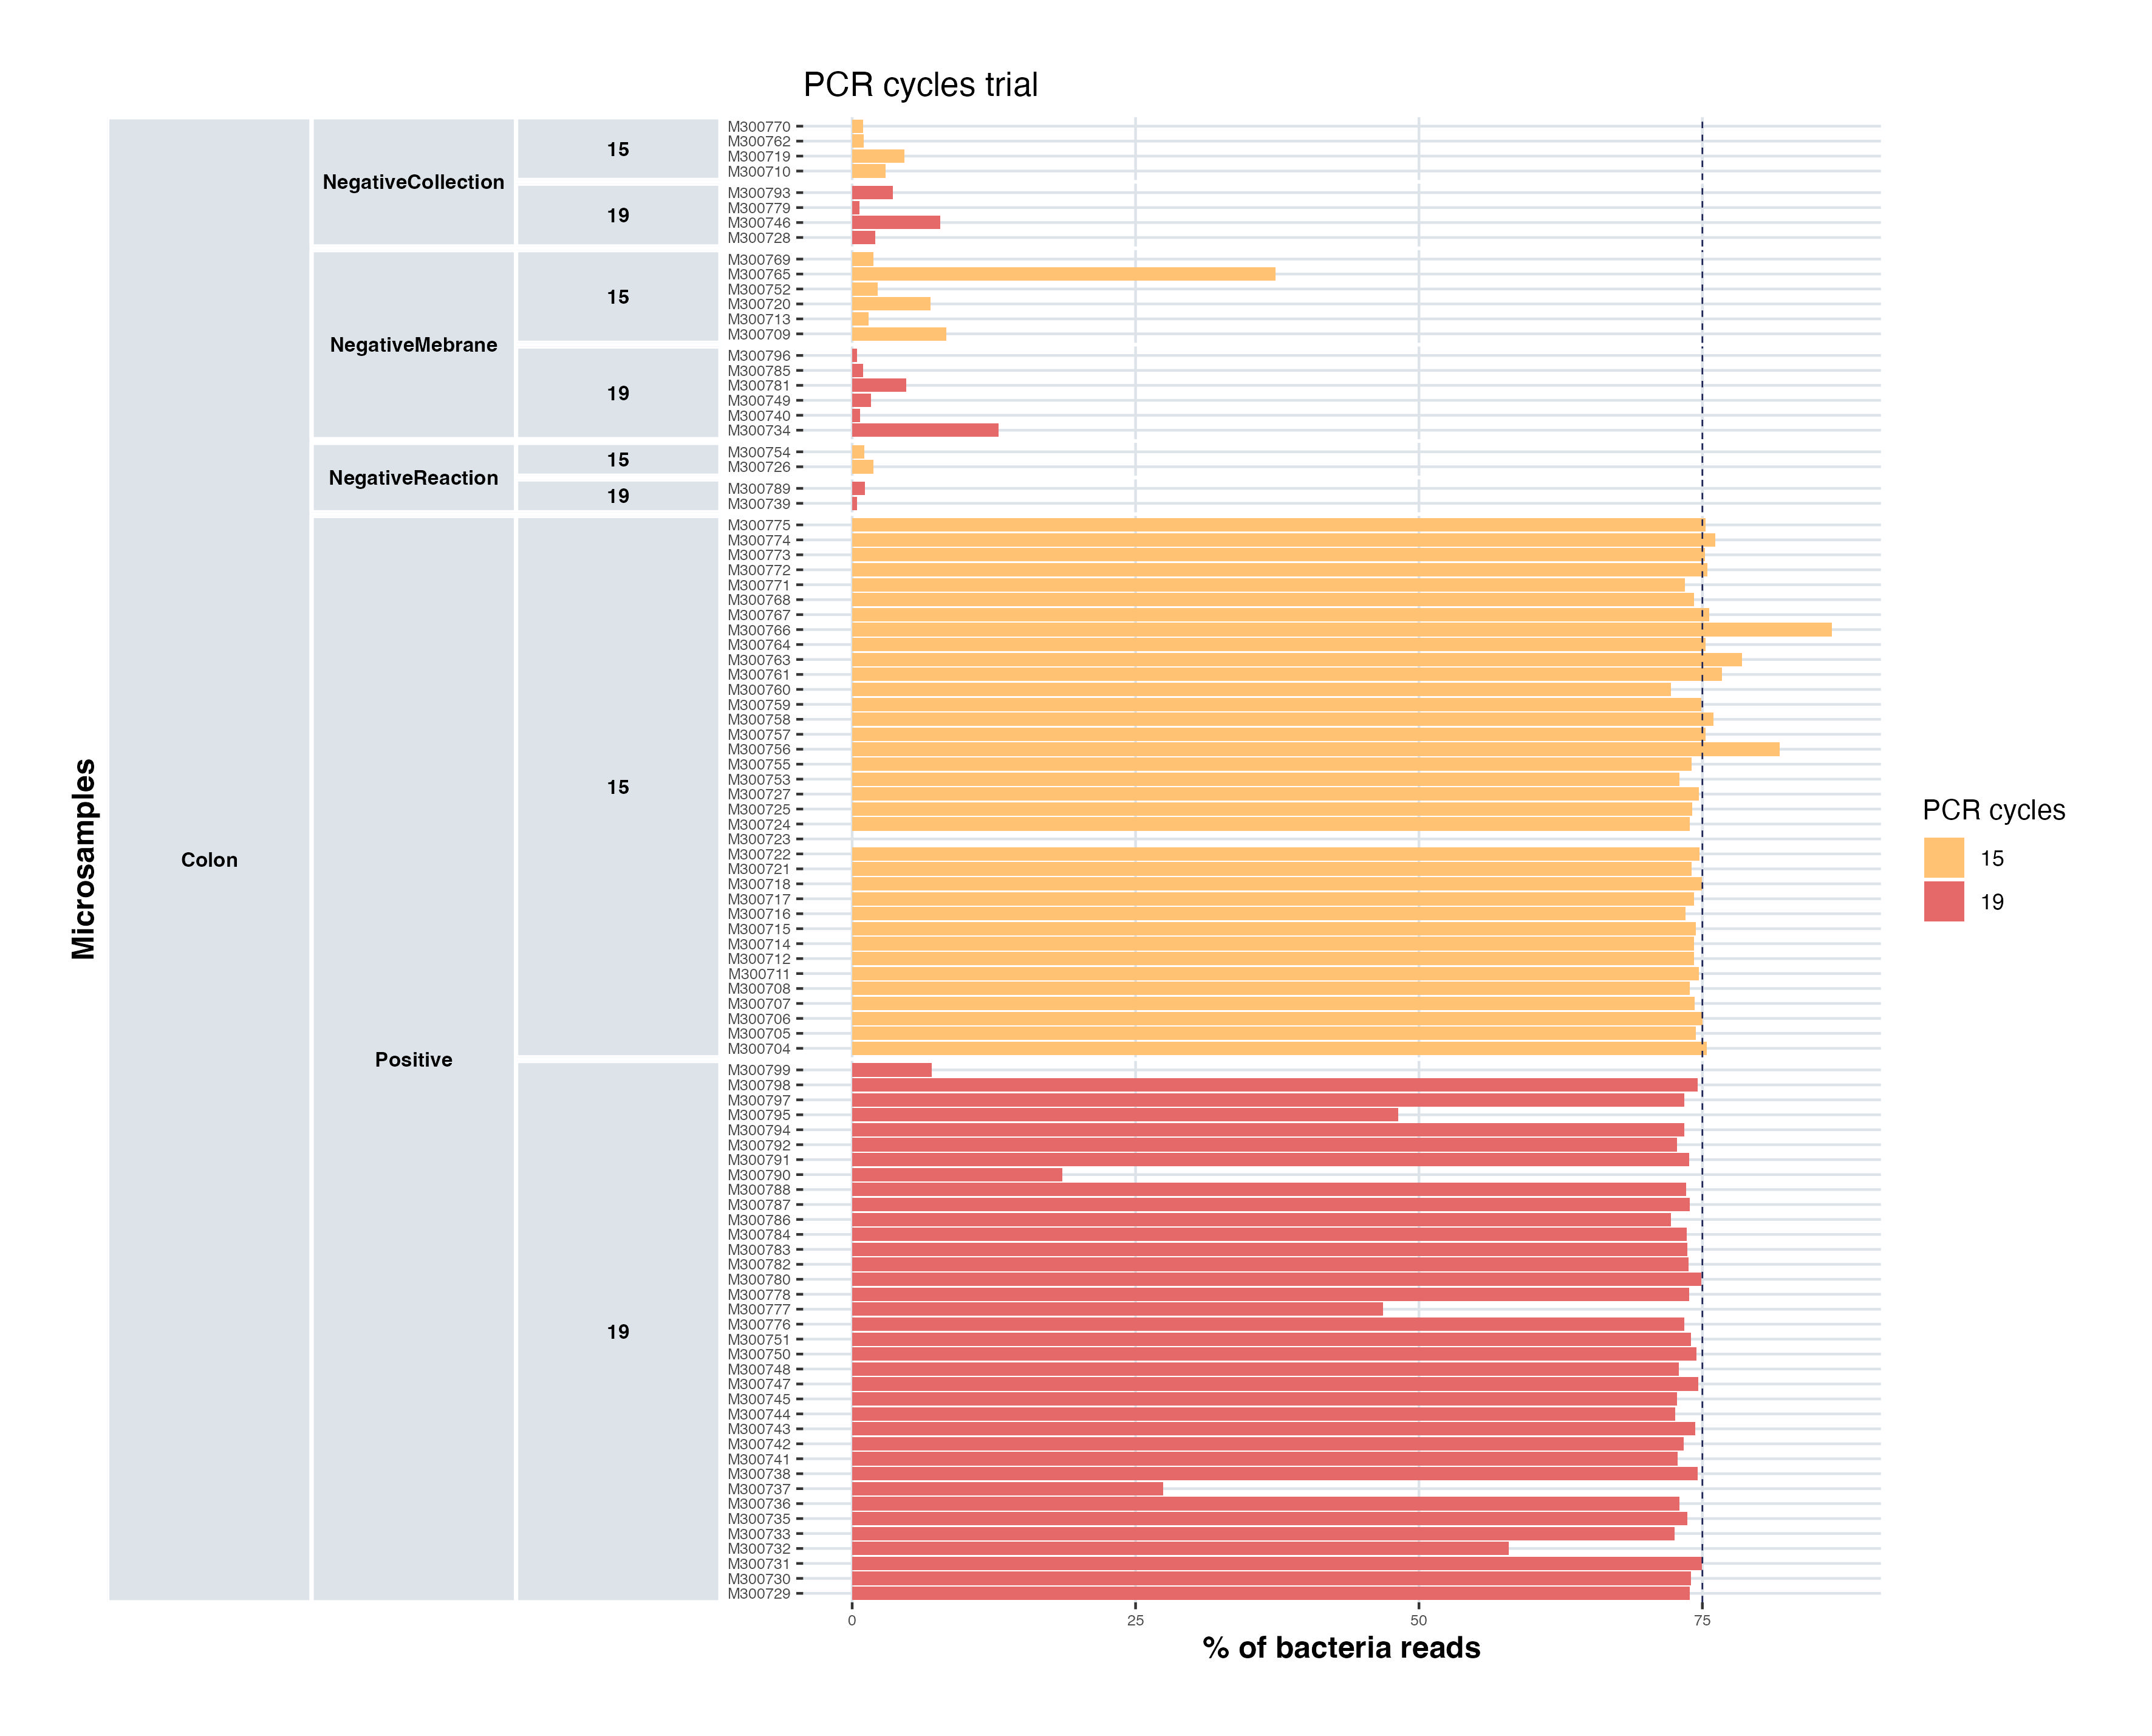 PCR cycles trial
Microsamples
Colon
NegativeCollection
15
M300770
M300762
M300719
M300710
19
M300793
M300779
M300746
M300728
NegativeMebrane
15
M300769
M300765
M300752
M300720
M300713
M300709
19
M300796
M300785
M300781
M300749
M300740
M300734
NegativeReaction
15
M300754
M300726
19
M300789
M300739
Positive
15
M300775
M300774
M300773
M300772
M300771
M300768
M300767
M300766
M300764
M300763
M300761
M300760
M300759
M300758
M300757
M300756
M300755
M300753
M300727
M300725
M300724
M300723
M300722
M300721
M300718
M300717
M300716
M300715
M300714
M300712
M300711
M300708
M300707
M300706
M300705
M300704
19
M300799
M300798
M300797
M300795
M300794
M300792
M300791
M300790
M300788
M300787
M300786
M300784
M300783
M300782
M300780
M300778
M300777
M300776
M300751
M300750
M300748
M300747
M300745
M300744
M300743
M300742
M300741
M300738
M300737
M300736
M300735
M300733
M300732
M300731
M300730
M300729
0 25 50 75
% of bacteria reads
PCR cycles
15
19